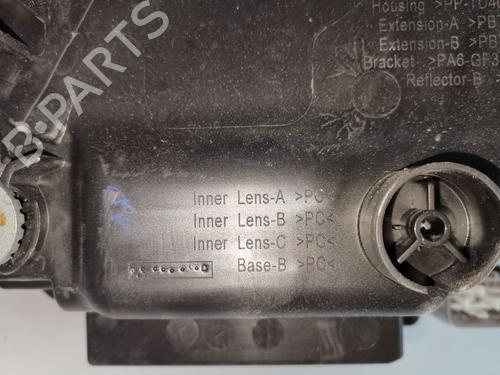 Housing >PP-TD40
Extension-A >PB
Extension-B >PB
Bracket >PA6-GF3
Reflector-B
B-PARTS
Inner Lens-A >PC<
Inner Lens-B >PC<
Inner Lens-C >PC<
Base-B >PC<